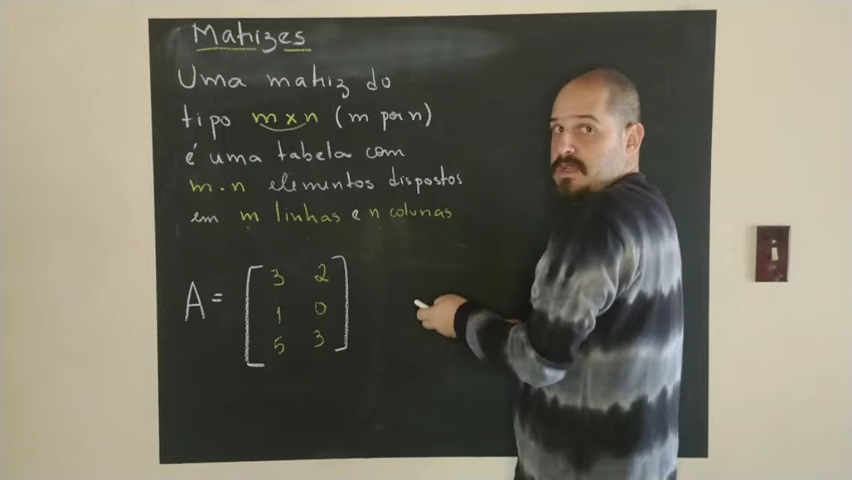 Matrizes
Uma matriz do
tipo m x n (m por n)
é uma tabela com
m.n elementos dispostos
em m linhas e n colunas
A = [ 3 2
1 0
5 3 ]